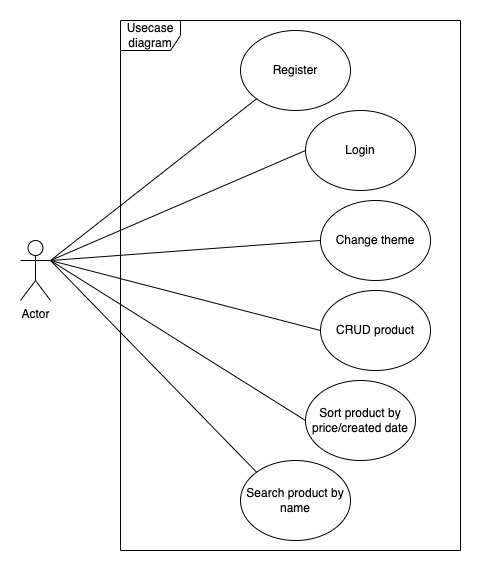 Usecase
diagram
Register
Login
Change theme
Actor
CRUD product
Sort product by
price/created date
Search product by
name